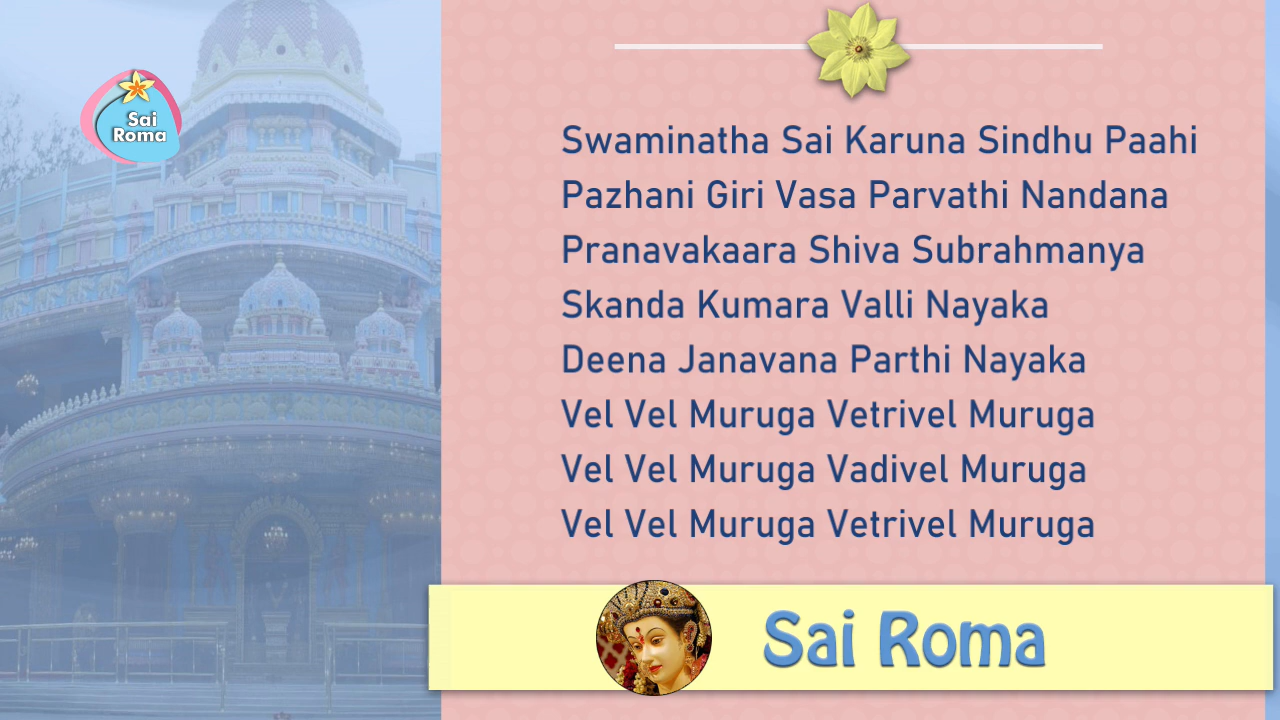 Sai
Roma
Swaminatha Sai Karuna Sindhu Paahi
Pazhani Giri Vasa Parvathi Nandana
Pranavakaara Shiva Subrahmanya
Skanda Kumara Valli Nayaka
Deena Janavana Parthi Nayaka
Vel Vel Muruga Vetrivel Muruga
Vel Vel Muruga Vadivel Muruga
Vel Vel Muruga Vetrivel Muruga
Sai Roma